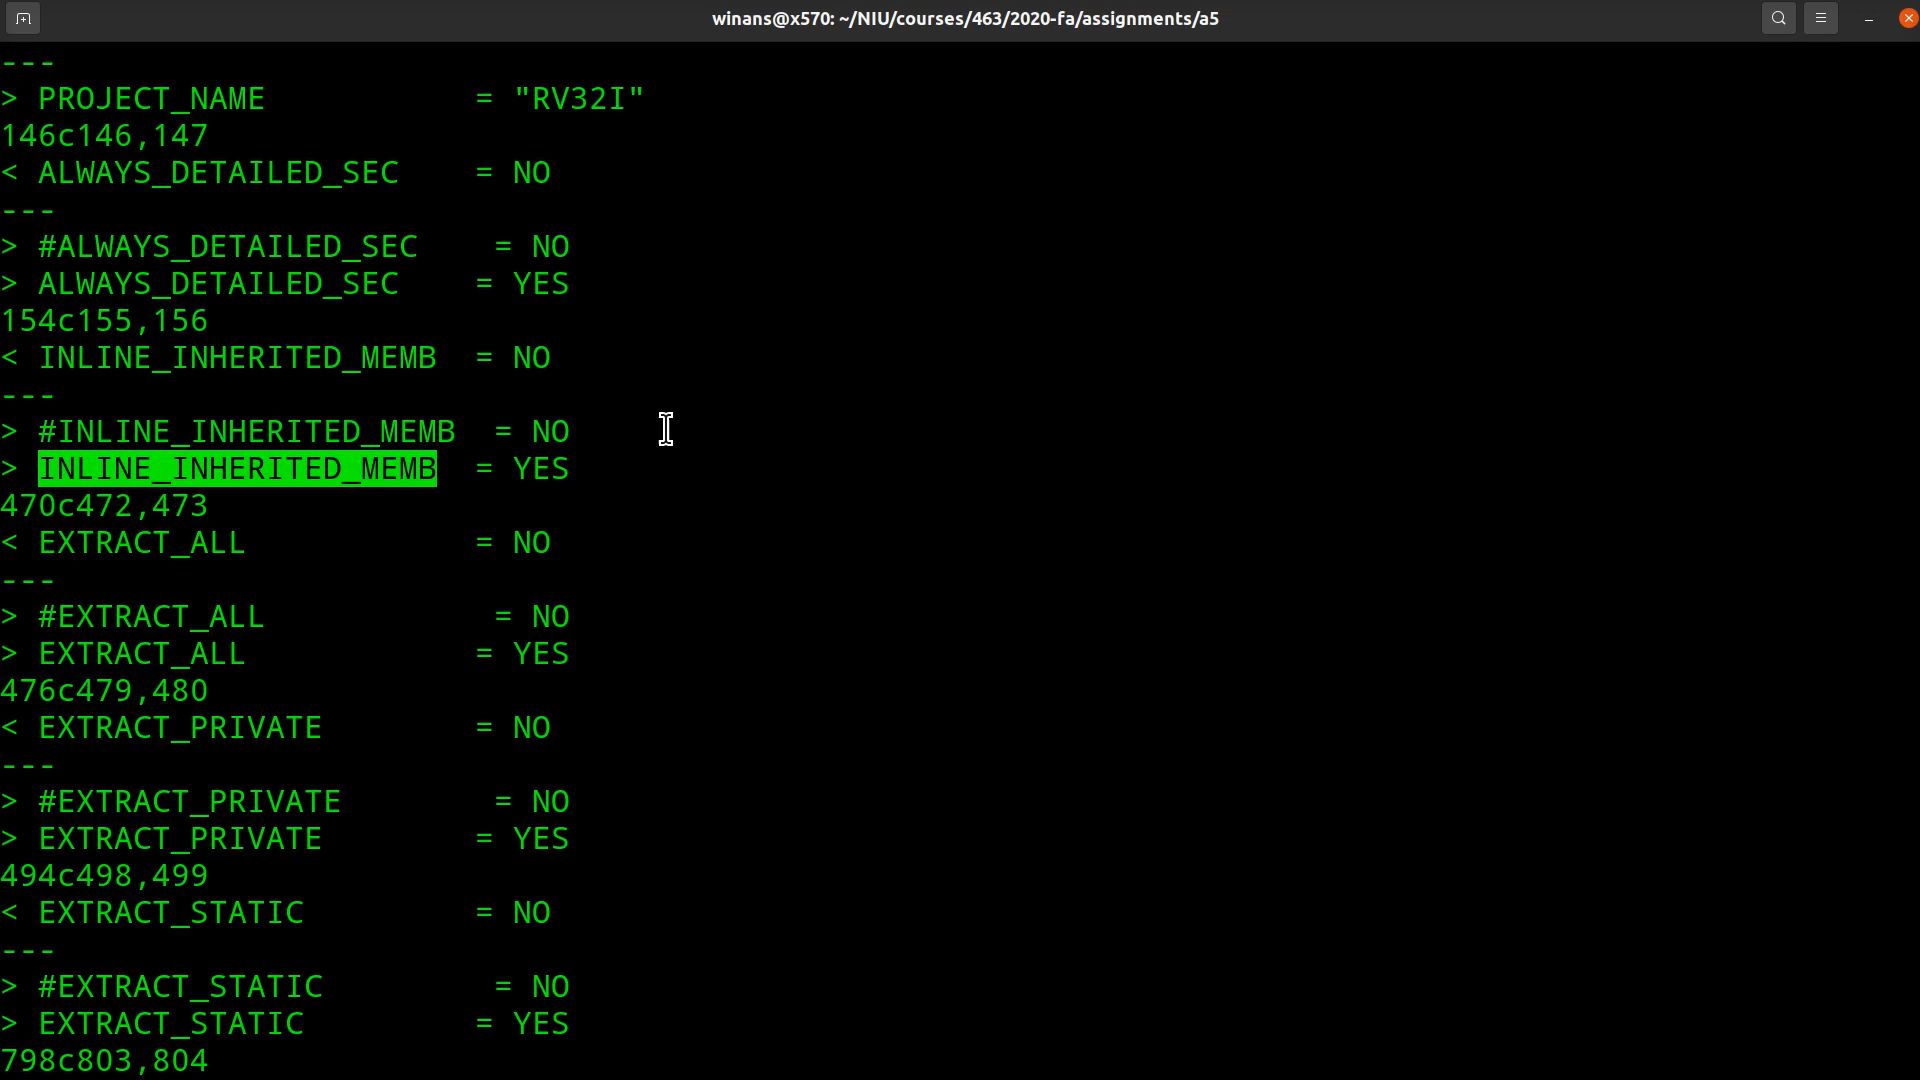 winans@x570: ~/NIU/courses/463/2020-fa/assignments/a5
---
> PROJECT_NAME           = "RV32I"
146c146,147
< ALWAYS_DETAILED_SEC    = NO
---
> #ALWAYS_DETAILED_SEC    = NO
> ALWAYS_DETAILED_SEC    = YES
154c155,156
< INLINE_INHERITED_MEMB  = NO
---
> #INLINE_INHERITED_MEMB  = NO
> INLINE_INHERITED_MEMB  = YES
470c472,473
< EXTRACT_ALL            = NO
---
> #EXTRACT_ALL            = NO
> EXTRACT_ALL            = YES
476c479,480
< EXTRACT_PRIVATE        = NO
---
> #EXTRACT_PRIVATE        = NO
> EXTRACT_PRIVATE        = YES
494c498,499
< EXTRACT_STATIC         = NO
---
> #EXTRACT_STATIC         = NO
> EXTRACT_STATIC         = YES
798c803,804